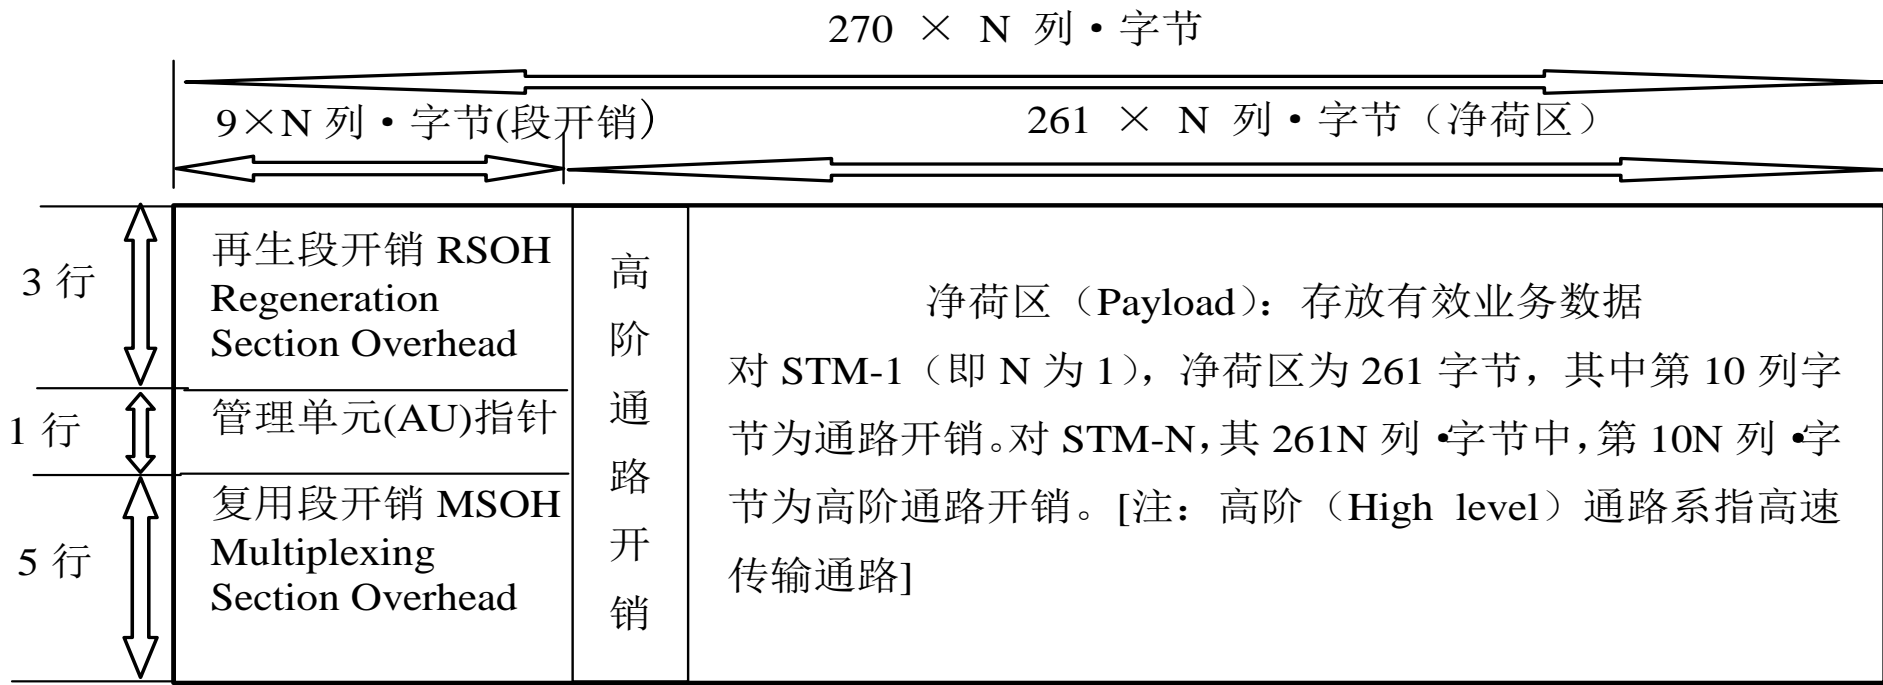 270 × N 列·字节
9×N 列·字节(段开销）
261 × N 列·字节（净荷区）
3 行
再生段开销 RSOH
Regeneration
Section Overhead
1 行
管理单元(AU)指针
5 行
复用段开销 MSOH
Multiplexing
Section Overhead
高
阶
通
路
开
销
净荷区（Payload）：存放有效业务数据
对 STM-1（即 N 为 1），净荷区为 261 字节，其中第 10 列字
节为通路开销。对 STM-N，其 261N 列·字节中，第 10N 列·字
节为高阶通路开销。[注：高阶（High level）通路系指高速
传输通路]